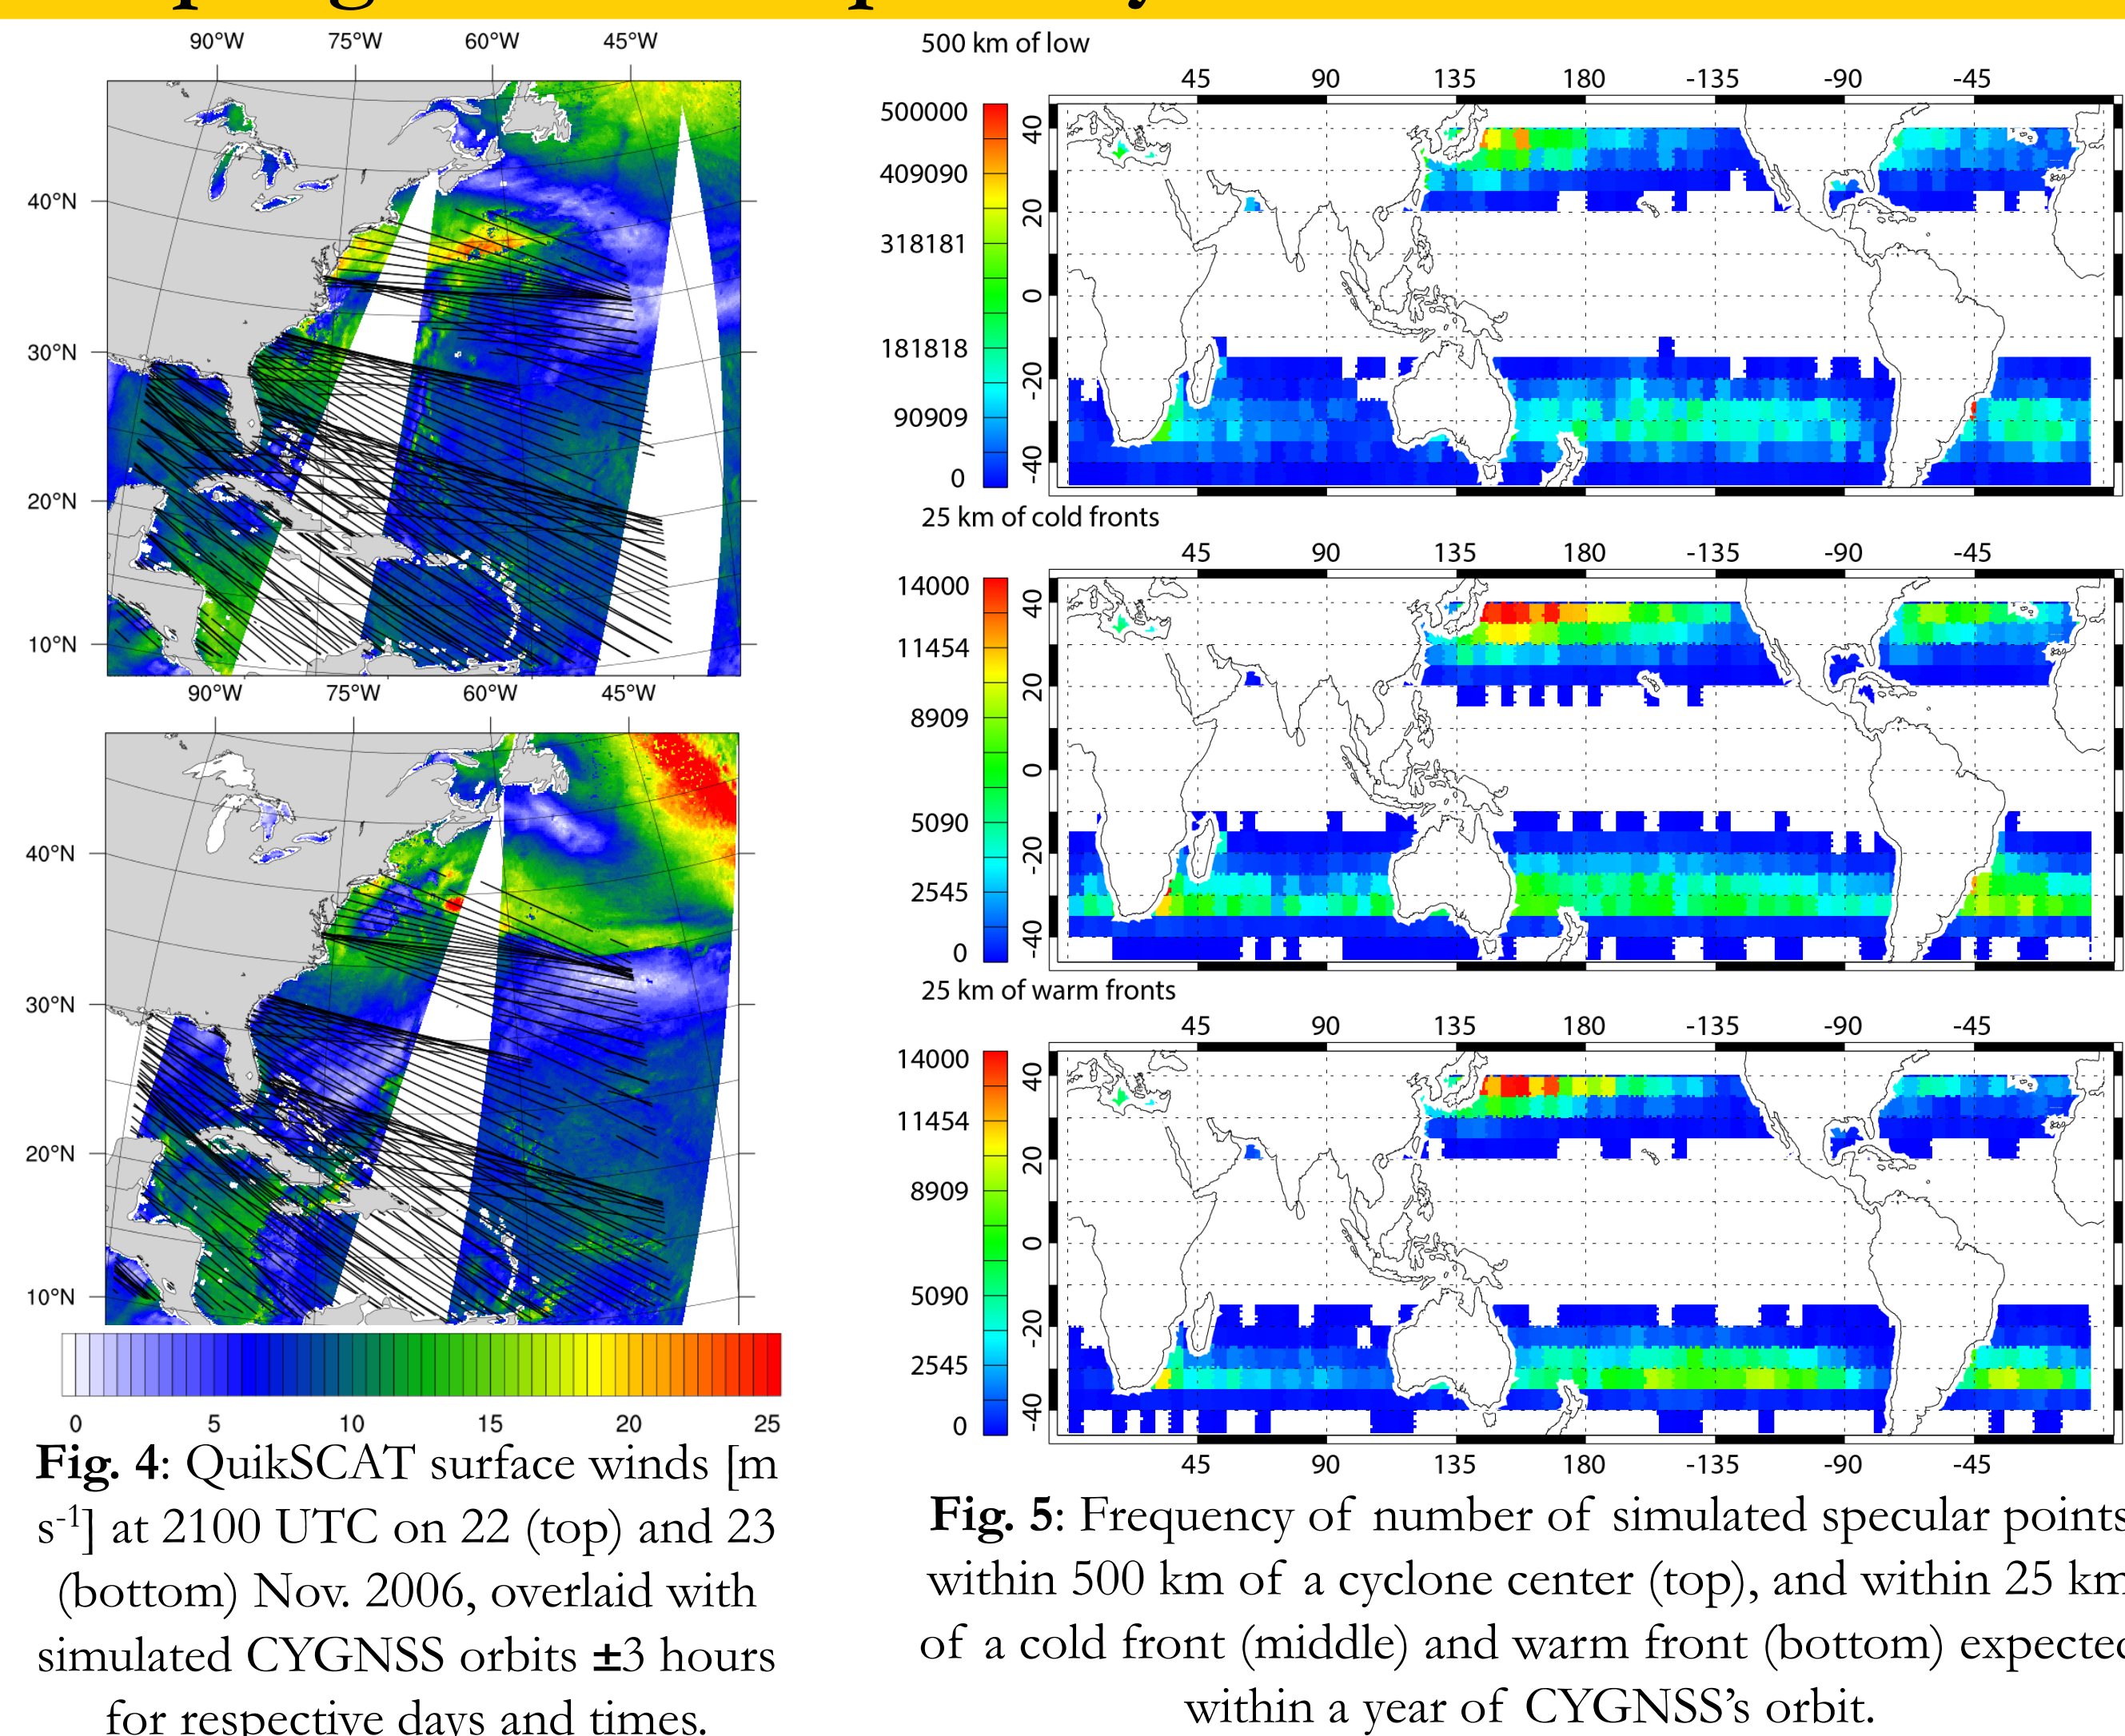 90°W 75°W 60°W 45°W
40°N
30°N
20°N
10°N
90°W 75°W 60°W 45°W
40°N
30°N
20°N
10°N
0 5 10 15 20 25
Fig. 4: QuikSCAT surface winds [m
s-1] at 2100 UTC on 22 (top) and 23
(bottom) Nov. 2006, overlaid with
simulated CYGNSS orbits ±3 hours
for respective days and times.
500 km of low
45 90 135 180 -135 -90 -45
500000
409090
318181
181818
90909
0
40
20
0
-20
-40
25 km of cold fronts
45 90 135 180 -135 -90 -45
14000
11454
8909
5090
2545
0
40
20
0
-20
-40
25 km of warm fronts
45 90 135 180 -135 -90 -45
14000
11454
8909
5090
2545
0
40
20
0
-20
-40
45 90 135 180 -135 -90 -45
Fig. 5: Frequency of number of simulated specular points
within 500 km of a cyclone center (top), and within 25 km
of a cold front (middle) and warm front (bottom) expected
within a year of CYGNSS's orbit.